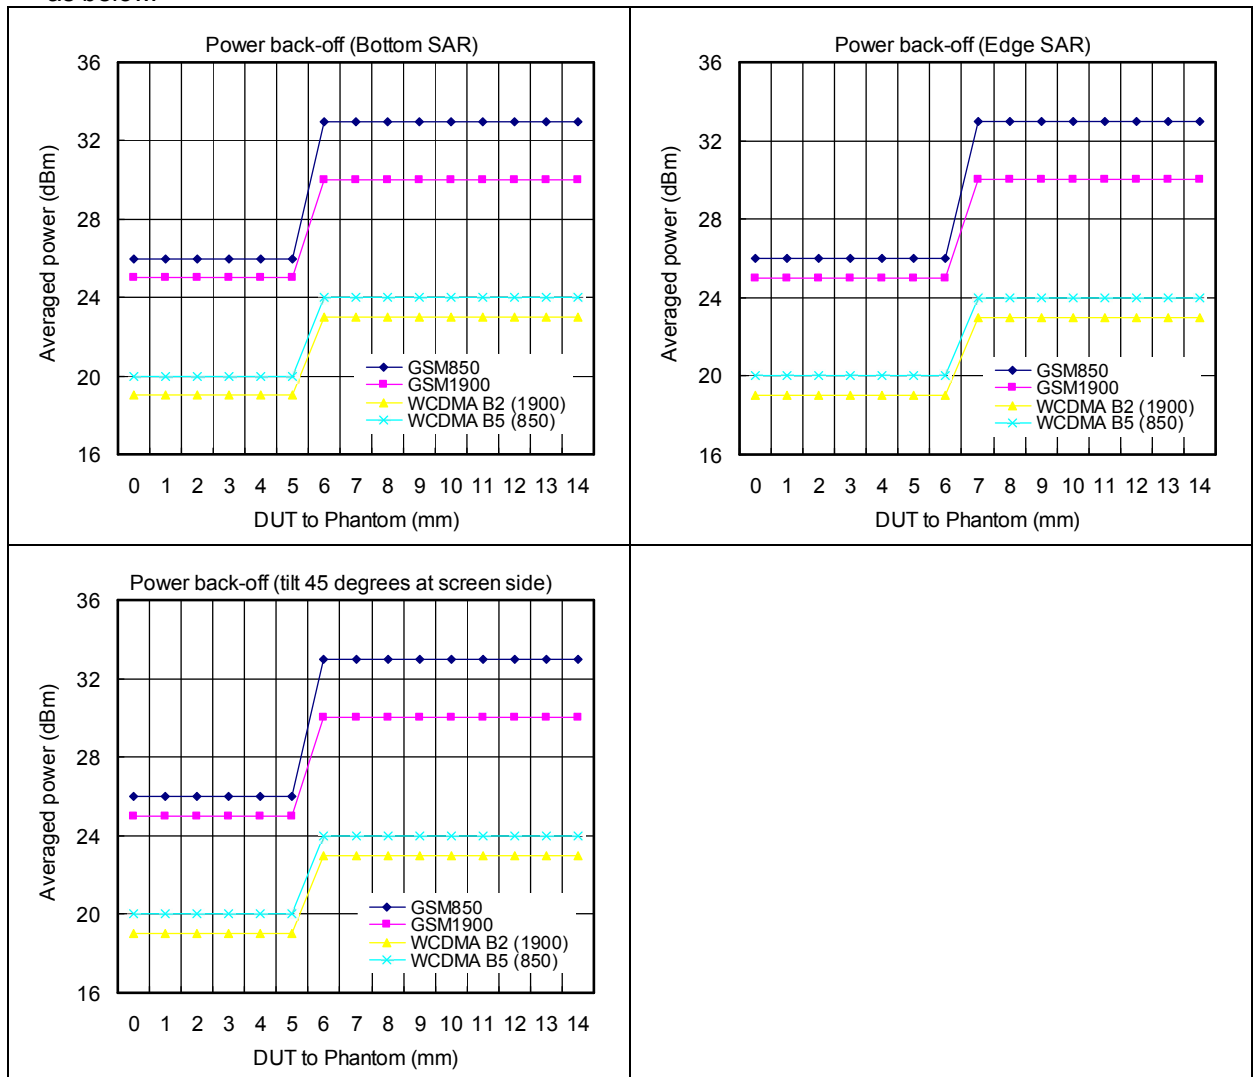 as below.
Power back-off (Bottom SAR)
36
32
28
24
20
16
Averaged power (dBm)
GSM850
GSM1900
WCDMA B2 (1900)
WCDMA B5 (850)
0 1 2 3 4 5 6 7 8 9 10 11 12 13 14
DUT to Phantom (mm)
Power back-off (Edge SAR)
36
32
28
24
20
16
Averaged power (dBm)
GSM850
GSM1900
WCDMA B2 (1900)
WCDMA B5 (850)
0 1 2 3 4 5 6 7 8 9 10 11 12 13 14
DUT to Phantom (mm)
Power back-off (tilt 45 degrees at screen side)
36
32
28
24
20
16
Averaged power (dBm)
GSM850
GSM1900
WCDMA B2 (1900)
WCDMA B5 (850)
0 1 2 3 4 5 6 7 8 9 10 11 12 13 14
DUT to Phantom (mm)